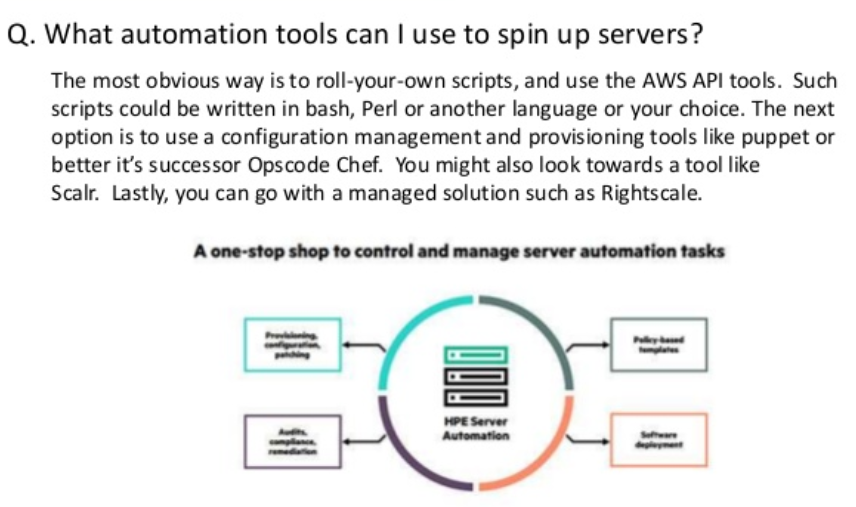 Q. What automation tools can I use to spin up servers?
The most obvious way is to roll-your-own scripts, and use the AWS API tools. Such
scripts could be written in bash, Perl or another language or your choice. The next
option is to use a configuration management and provisioning tools like puppet or
better it's successor Opscode Chef. You might also look towards a tool like
Scalr. Lastly, you can go with a managed solution such as Rightscale.
A one-stop shop to control and manage server automation tasks
Provisioning,
configuration,
patching
Policy-based
templates
HPE Server
Automation
Audits,
compliance,
remediation
Software
deployment